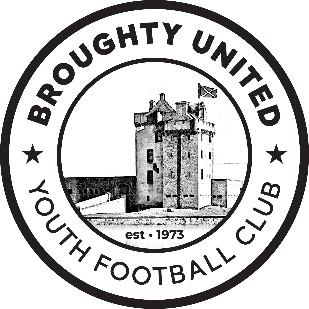 BROUGHTY UNITED
est • 1973
YOUTH FOOTBALL CLUB